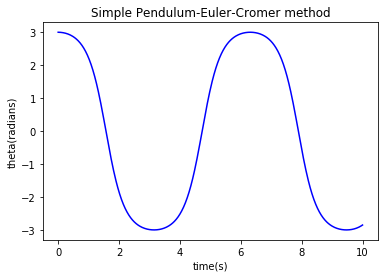 Simple Pendulum-Euler-Cromer method
theta(radians)
3
2
1
0
−1
−2
−3
0 2 4 6 8 10
time(s)